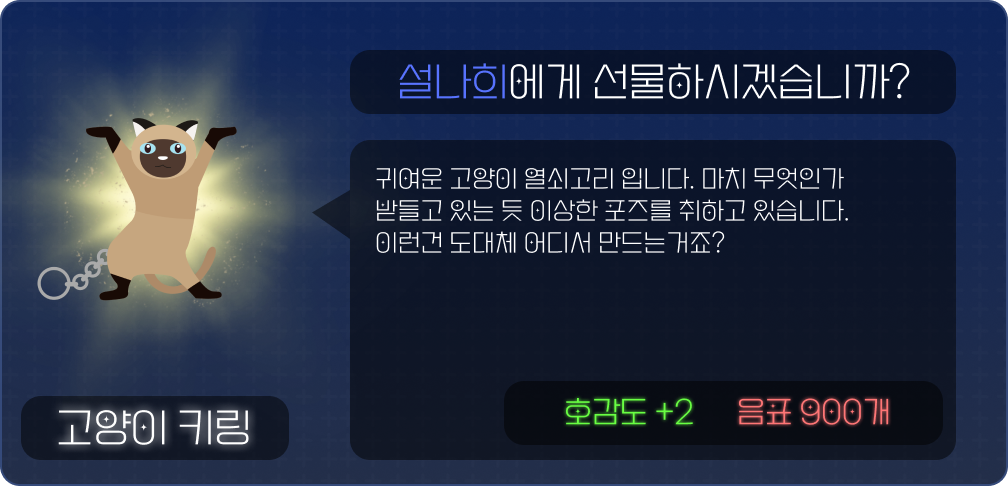 설나희에게 선물하시겠습니까?
귀여운 고양이 열쇠고리 입니다. 마치 무엇인가
받들고 있는 듯 이상한 포즈를 취하고 있습니다.
이런건 도대체 어디서 만드는거죠?
고양이 키링
호감도 +2 음표 900개